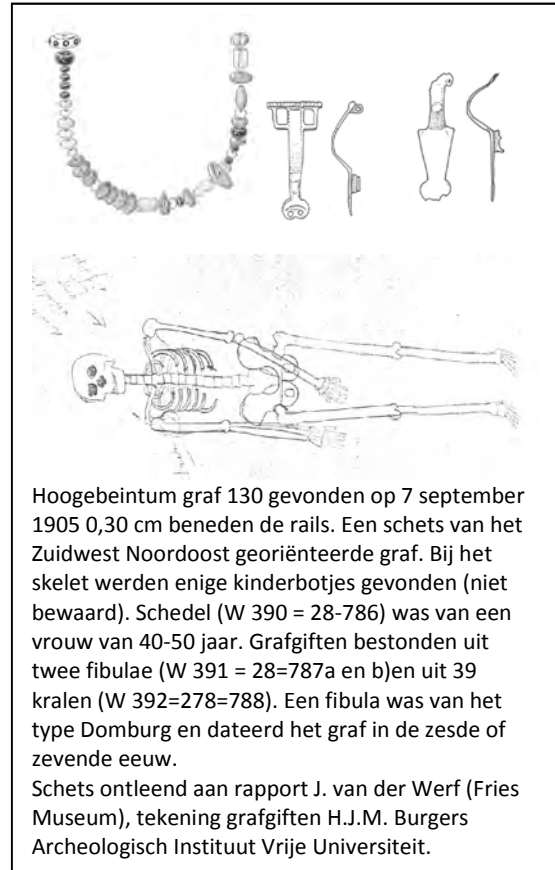 Hoogebeintum graf 130 gevonden op 7 september
1905 0,30 cm beneden de rails. Een schets van het
Zuidwest Noordoost georiënteerde graf. Bij het
skelet werden enige kinderbotjes gevonden (niet
bewaard). Schedel (W 390 = 28-786) was van een
vrouw van 40-50 jaar. Grafgiften bestonden uit
twee fibulae (W 391 = 28=787a en b)en uit 39
kralen (W 392=278=788). Een fibula was van het
type Domburg en dateerd het graf in de zesde of
zevende eeuw.
Schets ontleend aan rapport J. van der Werf (Fries
Museum), tekening grafgiften H.J.M. Burgers
Archeologisch Instituut Vrije Universiteit.